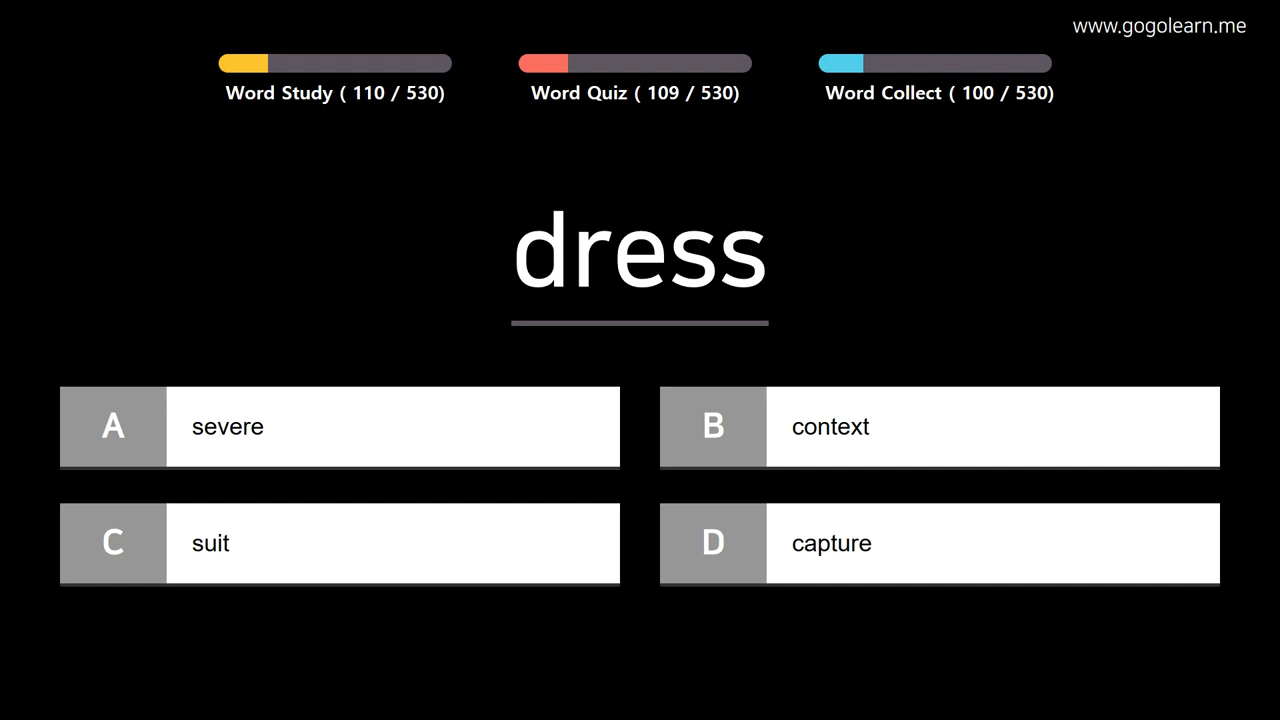 www.gogolearn.me
Word Study ( 110 / 530)
Word Quiz ( 109 / 530)
Word Collect ( 100 / 530)
dress
A
severe
B
context
C
suit
D
capture